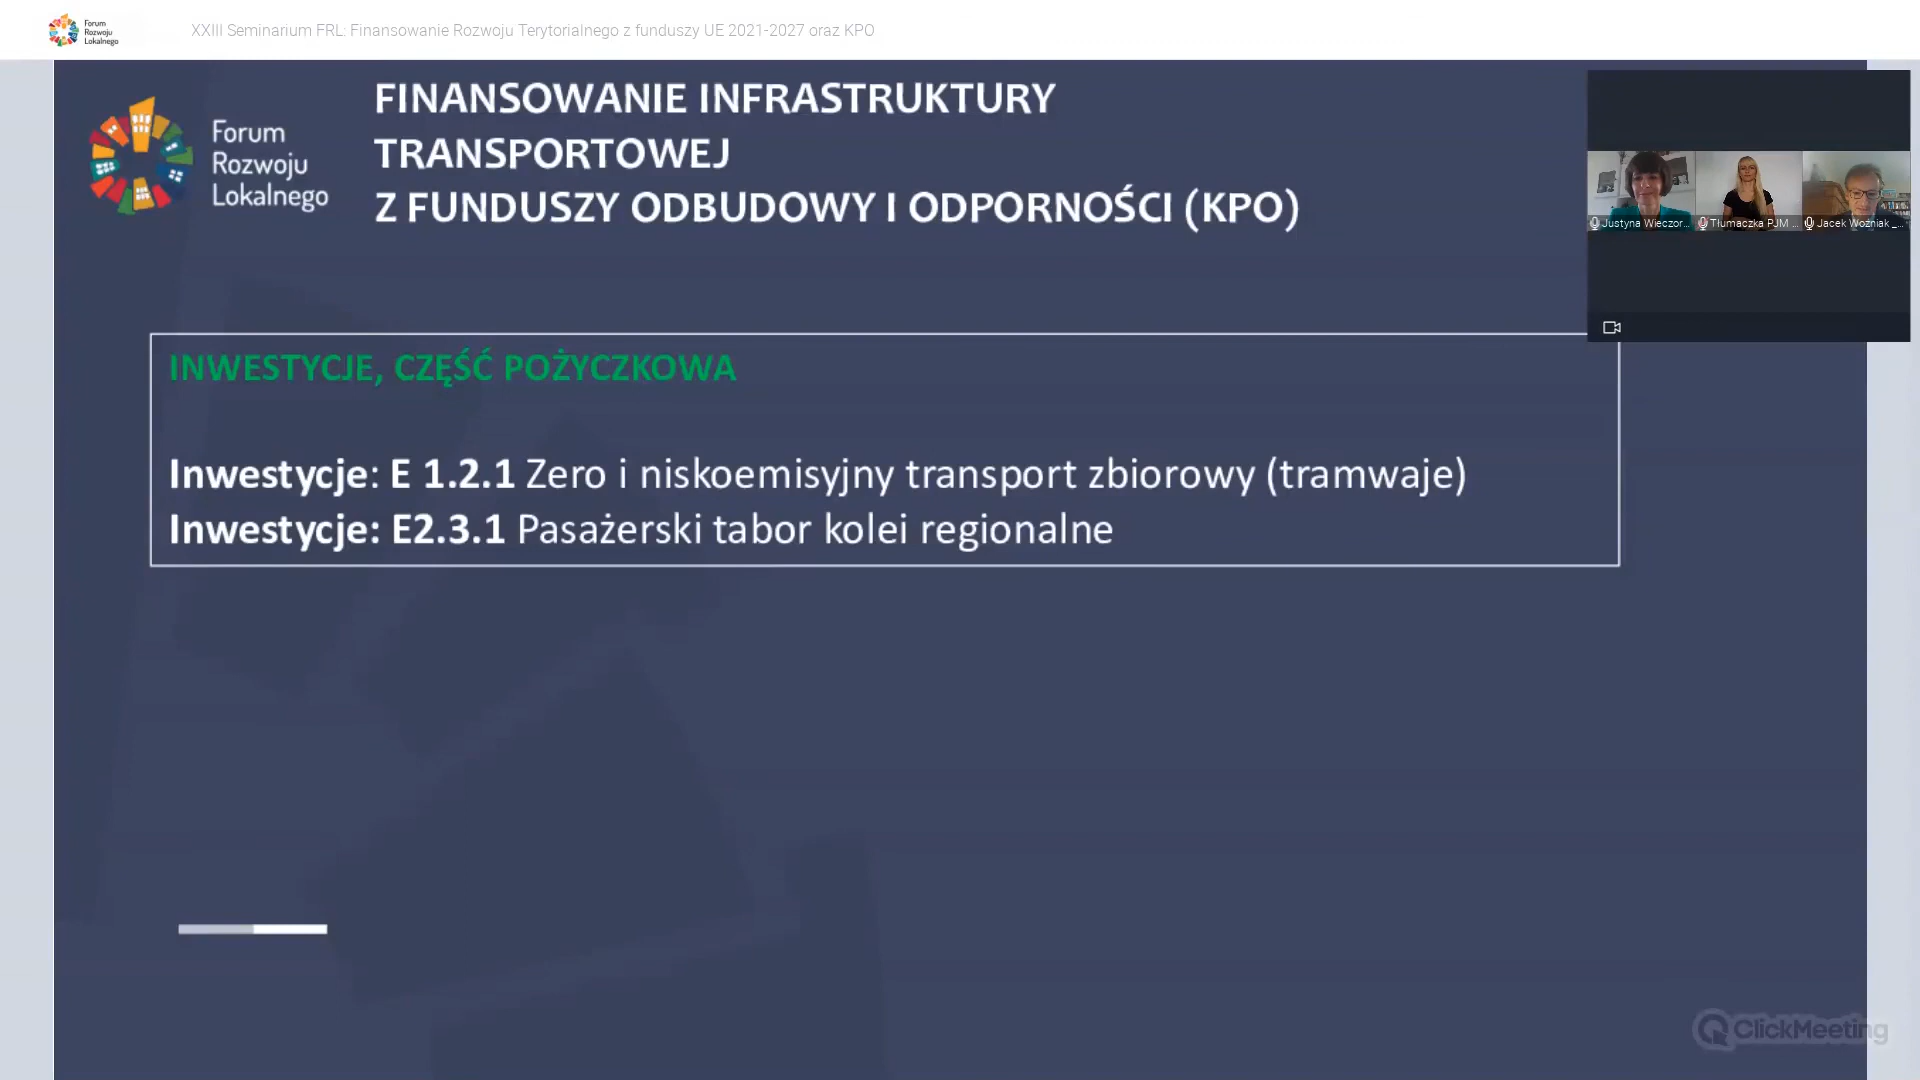 Forum
Rozwoju
Lokalnego
XXIII Seminarium FRL: Finansowanie Rozwoju Terytorialnego z funduszy UE 2021-2027 oraz KPO
Forum
Rozwoju
Lokalnego
FINANSOWANIE INFRASTRUKTURY
TRANSPORTOWEJ
Z FUNDUSZY ODBUDOWY I ODPORNOŚCI (KPO)
Justyna Wieczor...
Tłumaczka PJM ...
Jacek Woźniak _...
INWESTYCJE, CZĘŚĆ POŻYCZKOWA
Inwestycje: E 1.2.1 Zero i niskoemisyjny transport zbiorowy (tramwaje)
Inwestycje: E2.3.1 Pasażerski tabor kolei regionalne
ClickMeeting